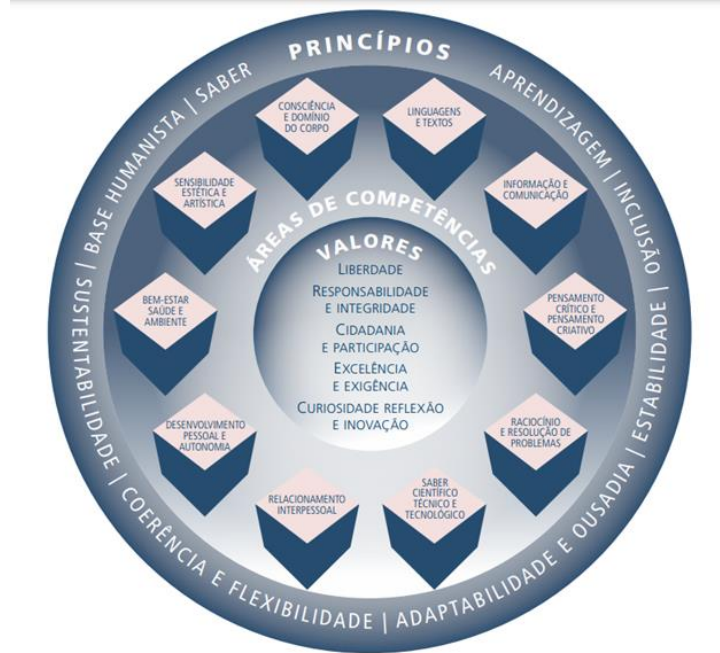 PRINCÍPIOS
APRENDIZAGEM | INCLUSÃO | ESTABILIDADE | ADAPTABILIDADE E OUSADIA | COERÊNCIA E FLEXIBILIDADE | SUSTENTABILIDADE | BASE HUMANISTA | SABER
ÁREAS DE COMPETÊNCIAS
LINGUAGENS
E TEXTOS
INFORMAÇÃO E
COMUNICAÇÃO
PENSAMENTO
CRÍTICO E
PENSAMENTO
CRIATIVO
RACIOCÍNIO
E RESOLUÇÃO DE
PROBLEMAS
SABER
CIENTÍFICO
TÉCNICO E
TECNOLÓGICO
RELACIONAMENTO
INTERPESSOAL
DESENVOLVIMENTO
PESSOAL E
AUTONOMIA
BEM-ESTAR
SAÚDE E
AMBIENTE
SENSIBILIDADE
ESTÉTICA E
ARTÍSTICA
CONSCIÊNCIA
E DOMÍNIO
DO CORPO
VALORES
LIBERDADE
RESPONSABILIDADE
E INTEGRIDADE
CIDADANIA
E PARTICIPAÇÃO
EXCELÊNCIA
E EXIGÊNCIA
CURIOSIDADE REFLEXÃO
E INOVAÇÃO